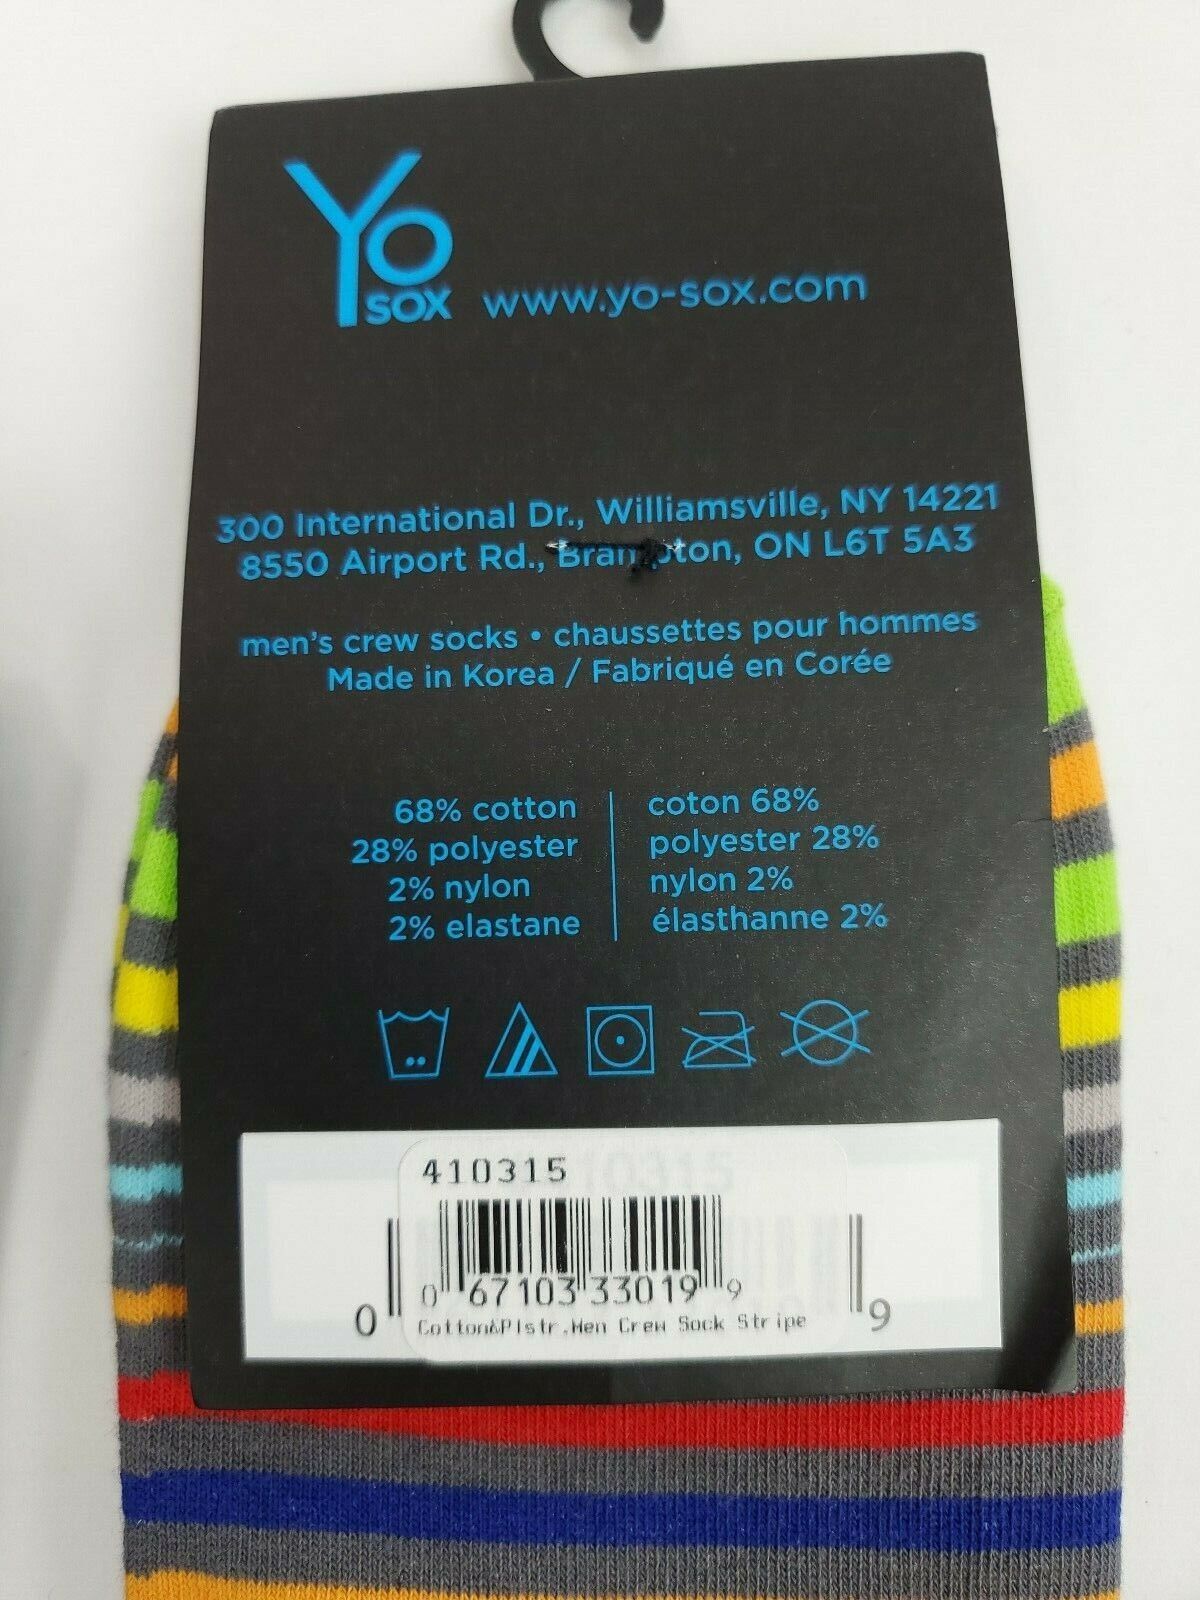 Yo
sox www.yo-sox.com
300 International Dr., Williamsville, NY 14221
8550 Airport Rd., Brampton, ON L6T 5A3
men's crew socks • chaussettes pour hommes
Made in Korea / Fabriqué en Corée
68% cotton
28% polyester
2% nylon
2% elastane
coton 68%
polyester 28%
nylon 2%
élasthanne 2%
410315
0 0 67103 33019 9 9
Cotton&Plstr.Men Crew Sock Stripe